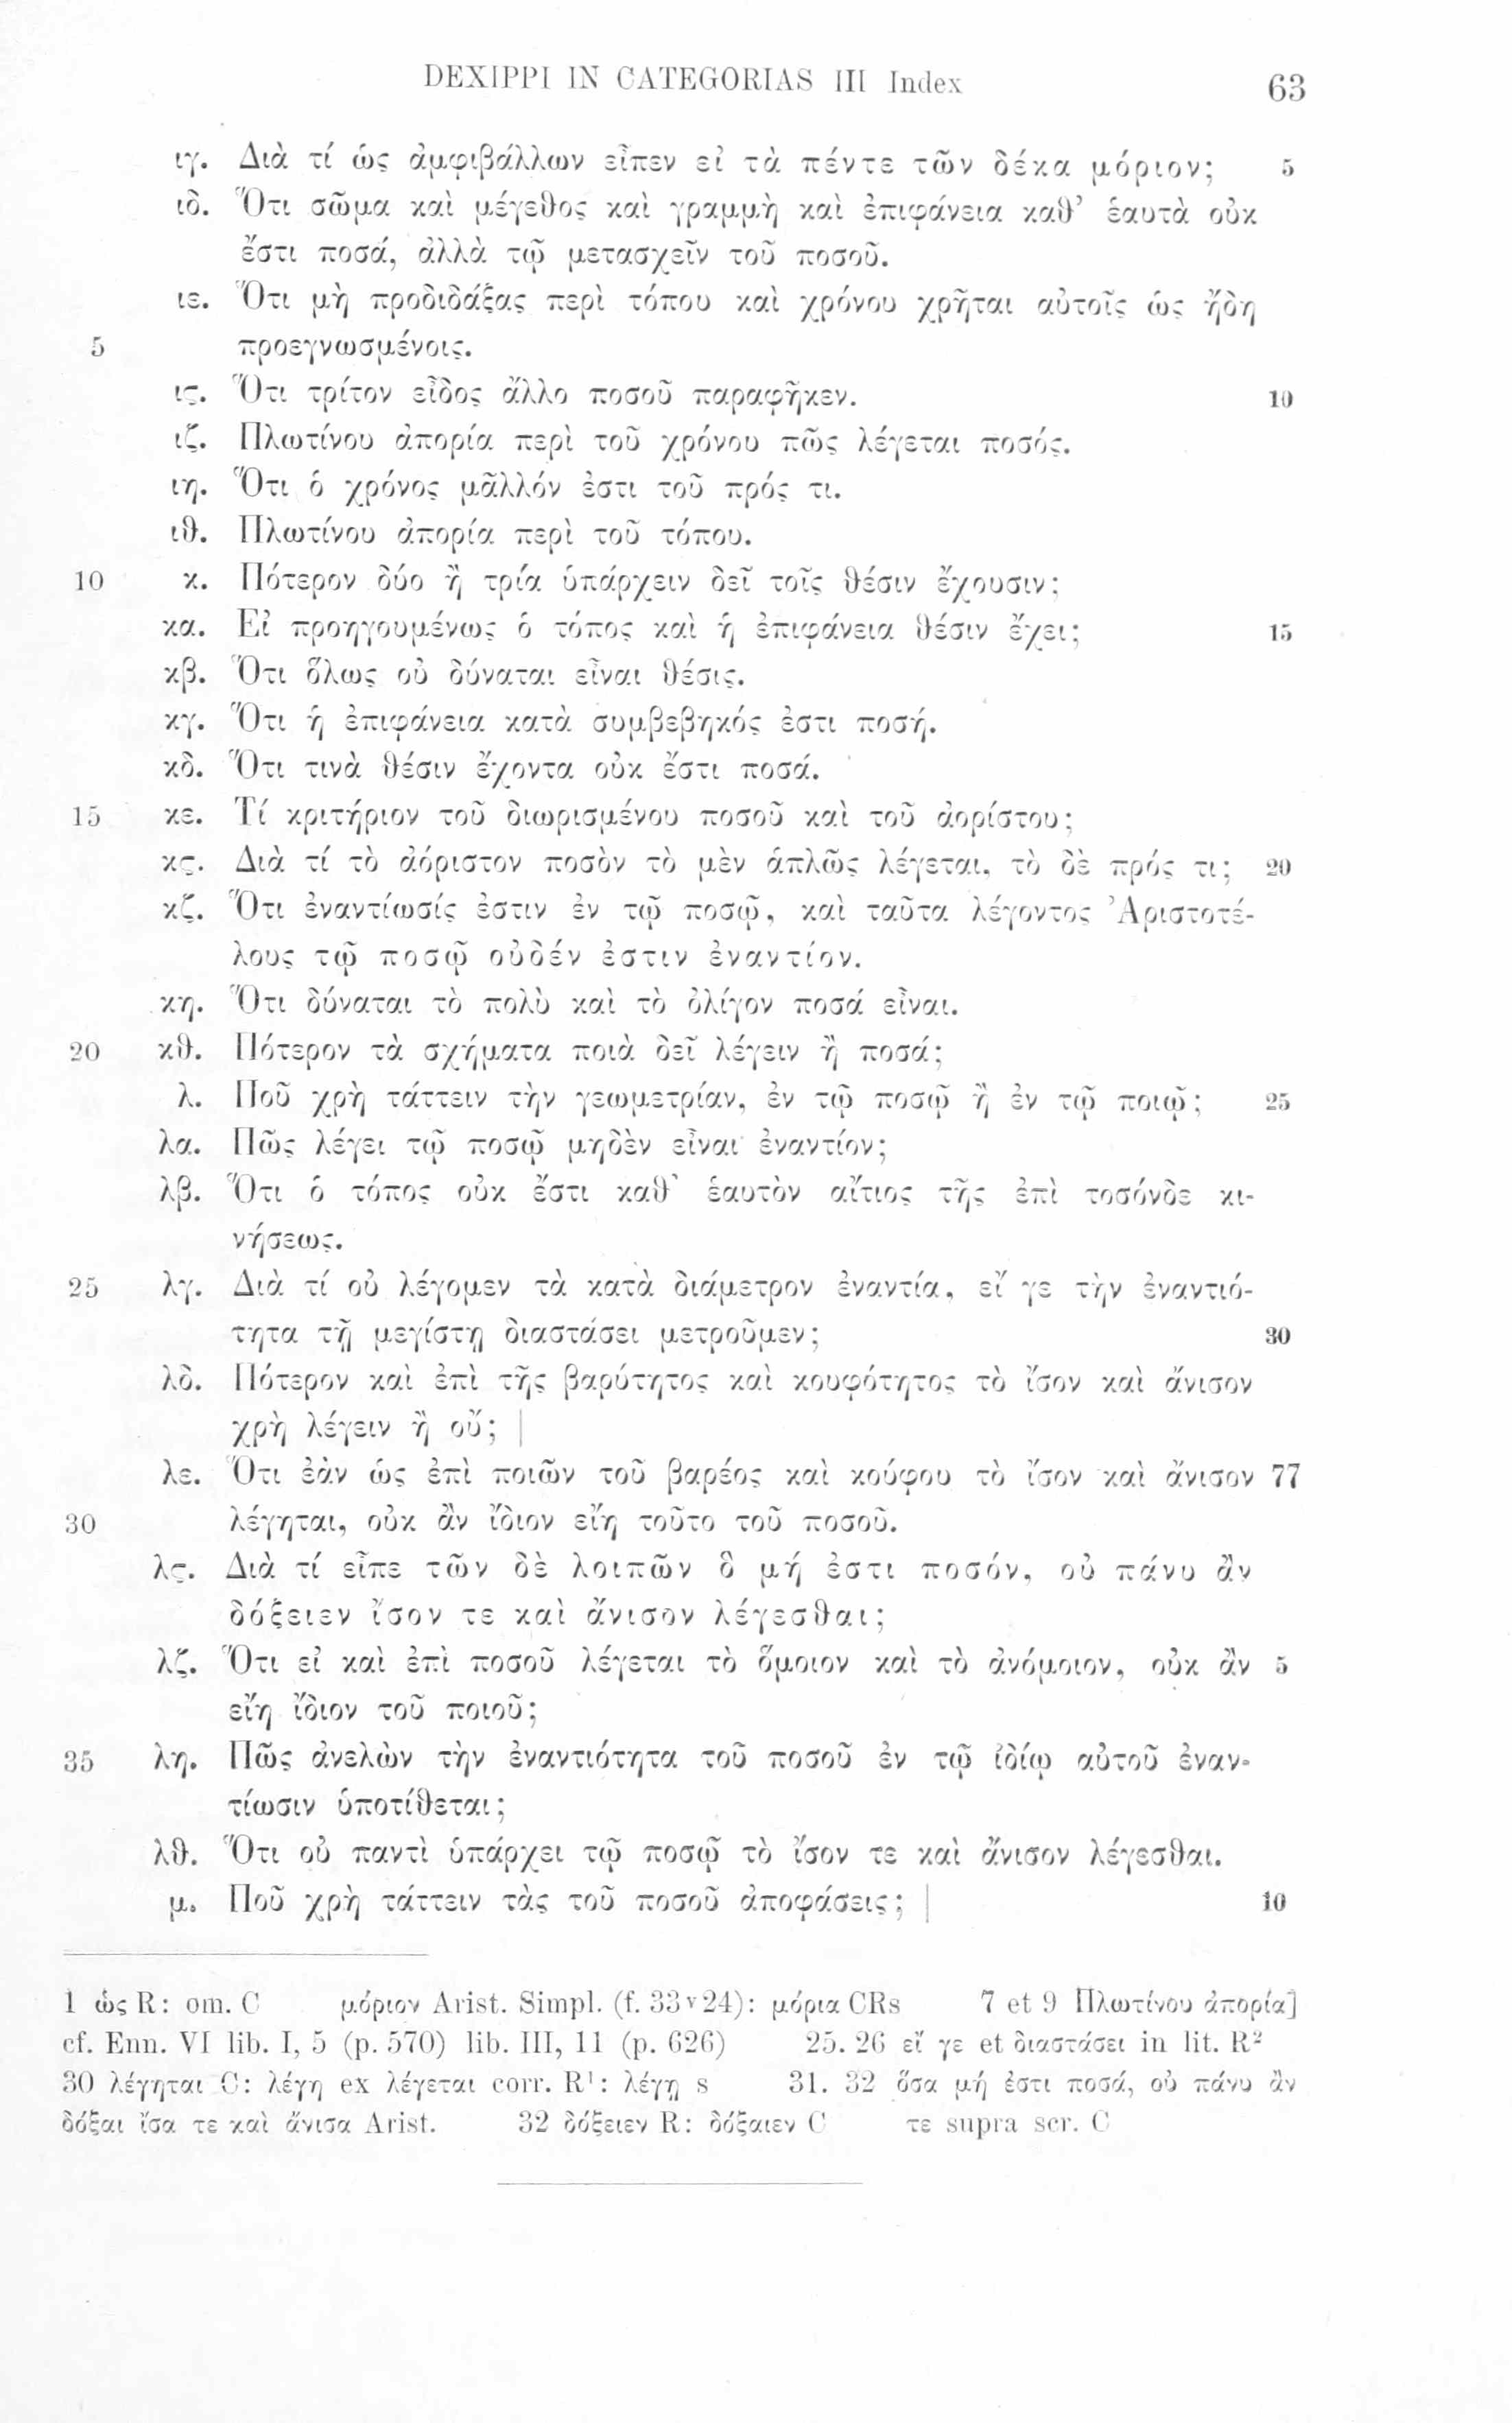 DEXIPPI IN CATEGORIAS III Index 63
ιγ. Διὰ τί ὡς ἀμφιβάλλων εἶπεν εἰ τὰ πέντε τῶν δέκα μόριον; 5
ιδ. Ὅτι σῶμα καὶ μέγεθος καὶ γραμμὴ καὶ ἐπιφάνεια καθ’ ἑαυτὰ οὐκ
ἔστι ποσά, ἀλλὰ τῷ μετασχεῖν τοῦ ποσοῦ.
ιε. Ὅτι μὴ προδιδάξας περὶ τόπου καὶ χρόνου χρῆται αὐτοῖς ὡς ἤδη
5 προεγνωσμένοις.
ις. Ὅτι τρίτον εἶδος ἄλλο ποσοῦ παραφῆκεν. 10
ιζ. Πλωτίνου ἀπορία περὶ τοῦ χρόνου πῶς λέγεται ποσός.
ιη. Ὅτι ὁ χρόνος μᾶλλόν ἐστι τοῦ πρός τι.
ιθ. Πλωτίνου ἀπορία περὶ τοῦ τόπου.
10 κ. Πότερον δύο ἢ τρία ὑπάρχειν δεῖ τοῖς θέσιν ἔχουσιν;
κα. Εἰ προηγουμένως ὁ τόπος καὶ ἡ ἐπιφάνεια θέσιν ἔχει; 15
κβ. Ὅτι ὅλως οὐ δύναται εἶναι θέσις.
κγ. Ὅτι ἡ ἐπιφάνεια κατὰ συμβεβηκός ἐστι ποσή.
κδ. Ὅτι τινὰ θέσιν ἔχοντα οὐκ ἔστι ποσά.
15 κε. Τί κριτήριον τοῦ διωρισμένου ποσοῦ καὶ τοῦ ἀορίστου;
κς. Διὰ τί τὸ ἀόριστον ποσὸν τὸ μὲν ἁπλῶς λέγεται, τὸ δὲ πρός τι; 20
κζ. Ὅτι ἐναντίωσίς ἐστιν ἐν τῷ ποσῷ, καὶ ταῦτα λέγοντος Ἀριστοτέ-
λους τῷ ποσῷ οὐδέν ἐστιν ἐναντίον.
κη. Ὅτι δύναται τὸ πολὺ καὶ τὸ ὀλίγον ποσά εἶναι.
20 κθ. Πότερον τὰ σχήματα ποιὰ δεῖ λέγειν ἢ ποσά;
λ. Ποῦ χρὴ τάττειν τὴν γεωμετρίαν, ἐν τῷ ποσῷ ἢ ἐν τῷ ποιῷ; 25
λα. Πῶς λέγει τῷ ποσῷ μηδὲν εἶναι ἐναντίον;
λβ. Ὅτι ὁ τόπος οὐκ ἔστι καθ’ ἑαυτὸν αἴτιος τῆς ἐπὶ τοσόνδε κι-
νήσεως.
25 λγ. Διὰ τί οὐ λέγομεν τὰ κατὰ διάμετρον ἐναντία, εἴ γε τὴν ἐναντιό-
τητα τῇ μεγίστῃ διαστάσει μετροῦμεν; 30
λδ. Πότερον καὶ ἐπὶ τῆς βαρύτητος καὶ κουφότητος τὸ ἴσον καὶ ἄνισον
χρὴ λέγειν ἢ οὔ; |
λε. Ὅτι ἐὰν ὡς ἐπὶ ποιῶν τοῦ βαρέος καὶ κούφου τὸ ἴσον καὶ ἄνισον 77
30 λέγηται, οὐκ ἂν ἴδιον εἴη τοῦτο τοῦ ποσοῦ.
λς. Διὰ τί εἶπε τῶν δὲ λοιπῶν ὃ μή ἐστι ποσόν, οὐ πάνυ ἂν
δόξειεν ἴσον τε καὶ ἄνισον λέγεσθαι;
λζ. Ὅτι εἰ καὶ ἐπὶ ποσοῦ λέγεται τὸ ὅμοιον καὶ τὸ ἀνόμοιον, οὐκ ἂν 5
εἴη ἴδιον τοῦ ποιοῦ;
35 λη. Πῶς ἀνελὼν τὴν ἐναντιότητα τοῦ ποσοῦ ἐν τῷ ἰδίῳ αὐτοῦ ἐναν-
τίωσιν ὑποτίθεται;
λθ. Ὅτι οὐ παντὶ ὑπάρχει τῷ ποσῷ τὸ ἴσον τε καὶ ἄνισον λέγεσθαι.
μ. Ποῦ χρὴ τάττειν τὰς τοῦ ποσοῦ ἀποφάσεις; | 10
1 ὡς R: om. C μόριον Arist. Simpl. (f. 33v24): μόρια CRs 7 et 9 Πλωτίνου ἀπορία]
cf. Enn. VI lib. I, 5 (p. 570) lib. III, 11 (p. 626) 25. 26 εἴ γε et διαστάσει in lit. R²
30 λέγηται C: λέγη ex λέγεται corr. R¹: λέγῃ s 31. 32 ὅσα μή ἐστι ποσά, οὐ πάνυ ἂν
δόξαι ἴσα τε καὶ ἄνισα Arist. 32 δόξειεν R: δόξαιεν C τε supra scr. C